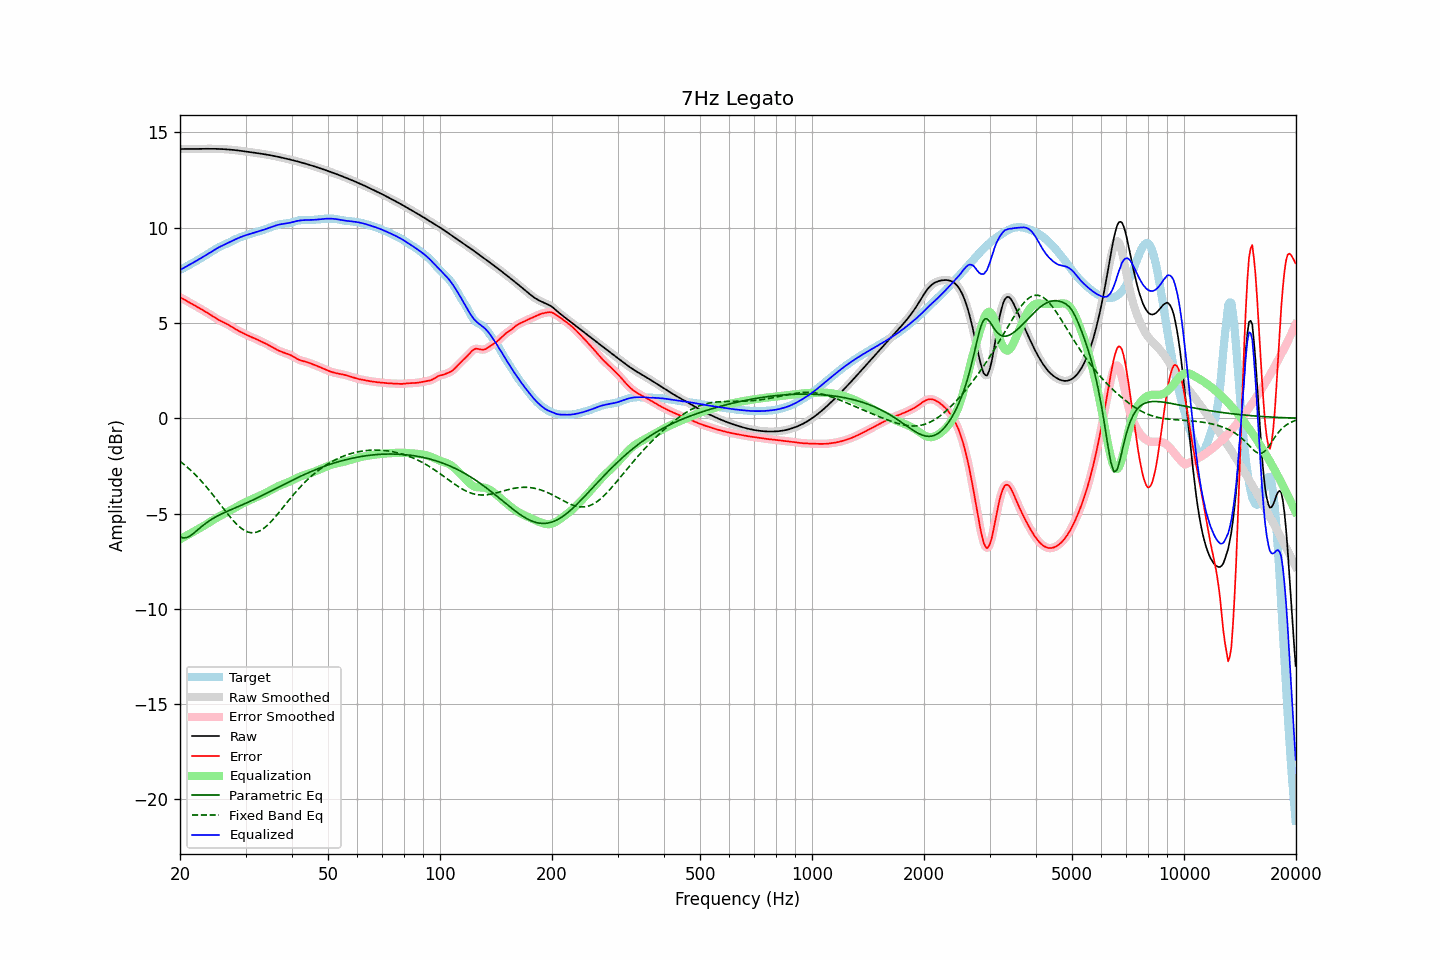 7Hz Legato
Amplitude (dBr)
15
10
5
0
−5
−10
−15
−20
Target
Raw Smoothed
Error Smoothed
Raw
Error
Equalization
Parametric Eq
Fixed Band Eq
Equalized
20 50 100 200 500 1000 2000 5000 10000 20000
Frequency (Hz)